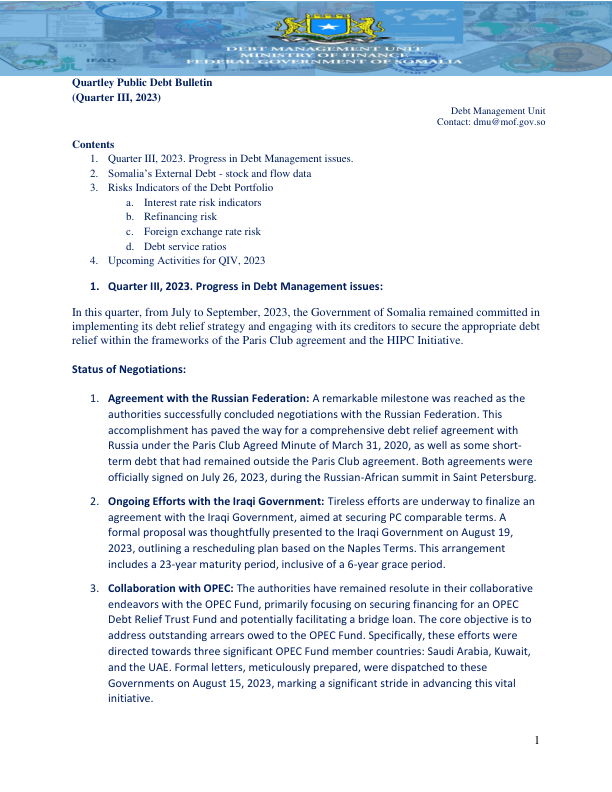 DEBT MANAGEMENT UNIT
MINISTRY OF FINANCE
FEDERAL GOVERNMENT OF SOMALIA
Quartley Public Debt Bulletin
(Quarter III, 2023)
Debt Management Unit
Contact: dmu@mof.gov.so
Contents
1. Quarter III, 2023. Progress in Debt Management issues.
2. Somalia’s External Debt - stock and flow data
3. Risks Indicators of the Debt Portfolio
a. Interest rate risk indicators
b. Refinancing risk
c. Foreign exchange rate risk
d. Debt service ratios
4. Upcoming Activities for QIV, 2023
1. Quarter III, 2023. Progress in Debt Management issues:
In this quarter, from July to September, 2023, the Government of Somalia remained committed in
implementing its debt relief strategy and engaging with its creditors to secure the appropriate debt
relief within the frameworks of the Paris Club agreement and the HIPC Initiative.
Status of Negotiations:
1. Agreement with the Russian Federation: A remarkable milestone was reached as the
authorities successfully concluded negotiations with the Russian Federation. This
accomplishment has paved the way for a comprehensive debt relief agreement with
Russia under the Paris Club Agreed Minute of March 31, 2020, as well as some short-
term debt that had remained outside the Paris Club agreement. Both agreements were
officially signed on July 26, 2023, during the Russian-African summit in Saint Petersburg.
2. Ongoing Efforts with the Iraqi Government: Tireless efforts are underway to finalize an
agreement with the Iraqi Government, aimed at securing PC comparable terms. A
formal proposal was thoughtfully presented to the Iraqi Government on August 19,
2023, outlining a rescheduling plan based on the Naples Terms. This arrangement
includes a 23-year maturity period, inclusive of a 6-year grace period.
3. Collaboration with OPEC: The authorities have remained resolute in their collaborative
endeavors with the OPEC Fund, primarily focusing on securing financing for an OPEC
Debt Relief Trust Fund and potentially facilitating a bridge loan. The core objective is to
address outstanding arrears owed to the OPEC Fund. Specifically, these efforts were
directed towards three significant OPEC Fund member countries: Saudi Arabia, Kuwait,
and the UAE. Formal letters, meticulously prepared, were dispatched to these
Governments on August 15, 2023, marking a significant stride in advancing this vital
initiative.
1